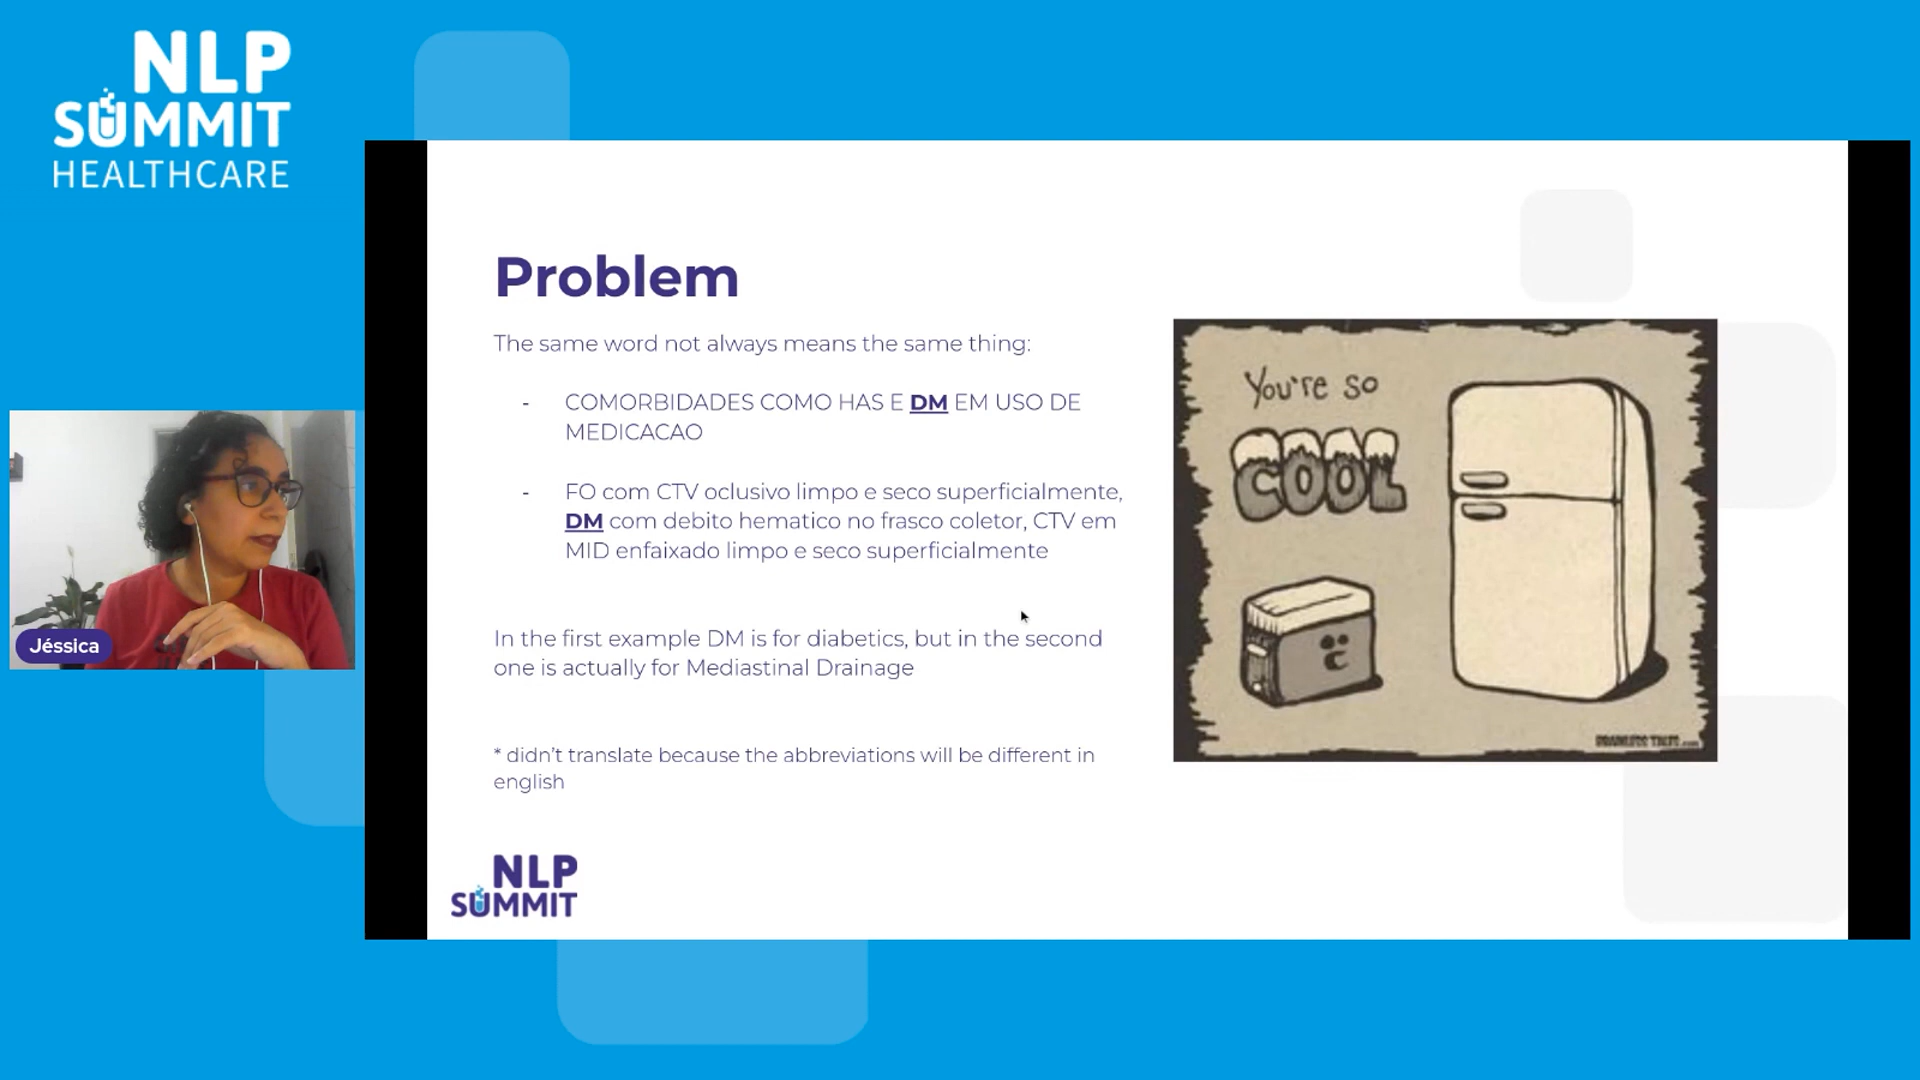 NLP
SUMMIT
HEALTHCARE
Problem
The same word not always means the same thing:
- COMORBIDADES COMO HAS E DM EM USO DE
MEDICACAO
- FO com CTV oclusivo limpo e seco superficialmente,
DM com debito hematico no frasco coletor, CTV em
MID enfaixado limpo e seco superficialmente
In the first example DM is for diabetics, but in the second
one is actually for Mediastinal Drainage
* didn't translate because the abbreviations will be different in
english
You're so
COOL
BRAINLESS TALES.com
Jéssica
NLP
SUMMIT